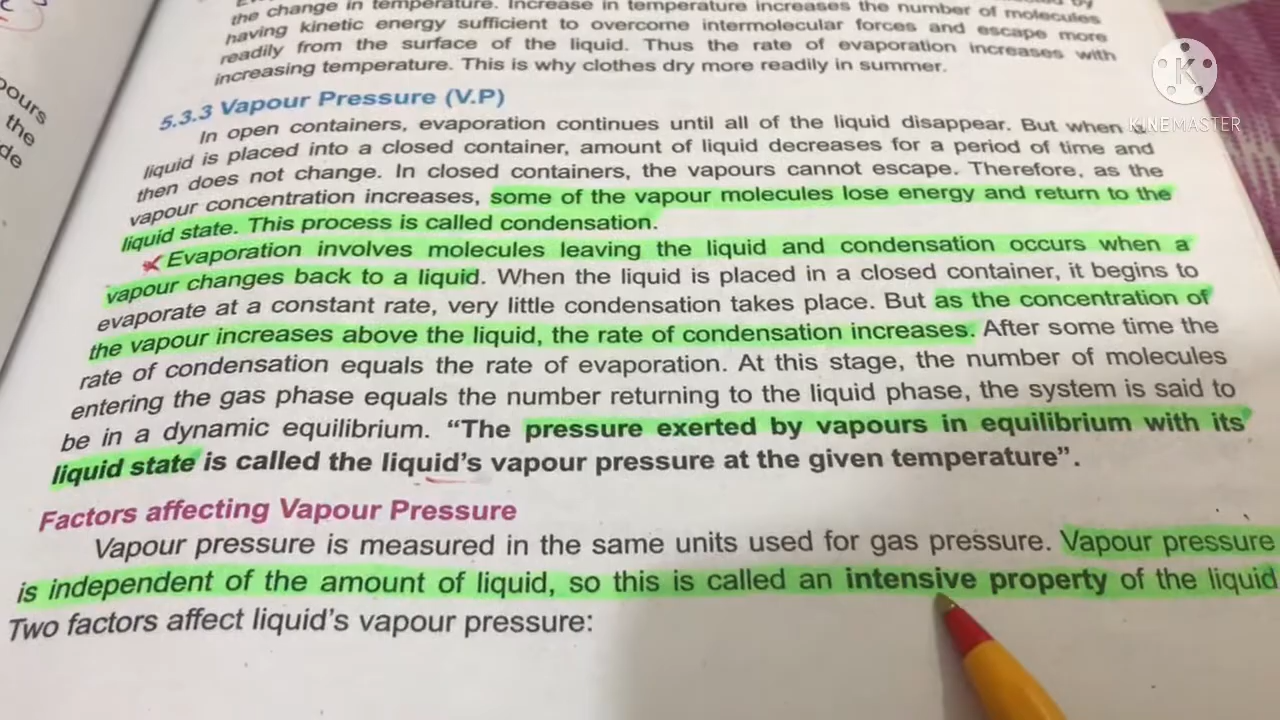 the change in temperature. Increase in temperature increases the number of molecules
having kinetic energy sufficient to overcome intermolecular forces and escape more
readily from the surface of the liquid. Thus the rate of evaporation increases with
increasing temperature. This is why clothes dry more readily in summer.
5.3.3 Vapour Pressure (V.P)
In open containers, evaporation continues until all of the liquid disappear. But when a
liquid is placed into a closed container, amount of liquid decreases for a period of time and
then does not change. In closed containers, the vapours cannot escape. Therefore, as the
vapour concentration increases, some of the vapour molecules lose energy and return to the
liquid state. This process is called condensation.
Evaporation involves molecules leaving the liquid and condensation occurs when a
vapour changes back to a liquid. When the liquid is placed in a closed container, it begins to
evaporate at a constant rate, very little condensation takes place. But as the concentration of
the vapour increases above the liquid, the rate of condensation increases. After some time the
rate of condensation equals the rate of evaporation. At this stage, the number of molecules
entering the gas phase equals the number returning to the liquid phase, the system is said to
be in a dynamic equilibrium. “The pressure exerted by vapours in equilibrium with its
liquid state is called the liquid’s vapour pressure at the given temperature”.
Factors affecting Vapour Pressure
Vapour pressure is measured in the same units used for gas pressure. Vapour pressure
is independent of the amount of liquid, so this is called an intensive property of the liquid
Two factors affect liquid’s vapour pressure:
pours
the
de
K
KINEMASTER